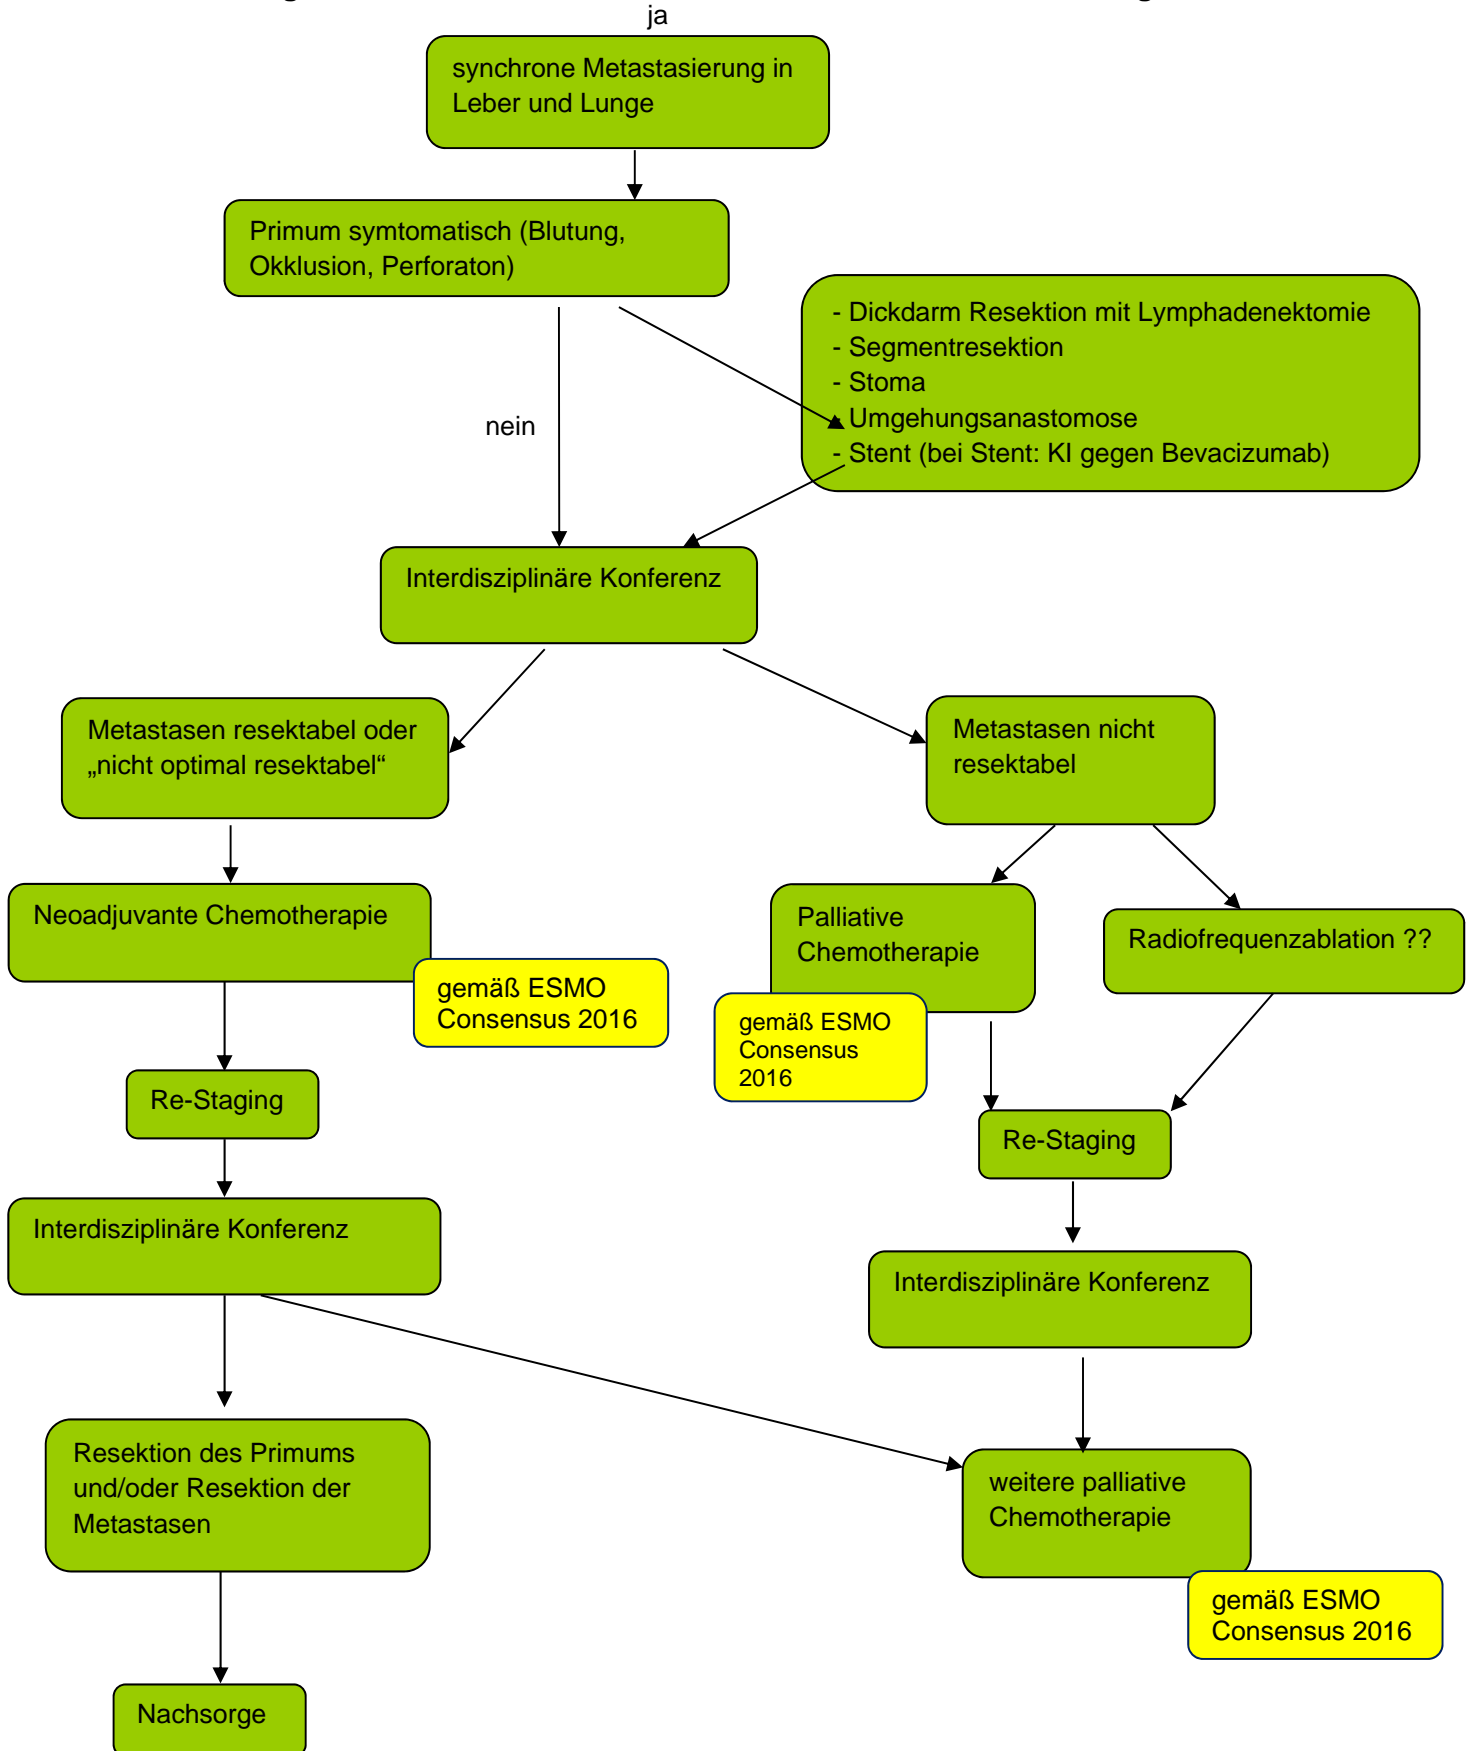 ja
synchrone Metastasierung in
Leber und Lunge
Primum symtomatisch (Blutung,
Okklusion, Perforaton)
- Dickdarm Resektion mit Lymphadenektomie
- Segmentresektion
- Stoma
- Umgehungsanastomose
- Stent (bei Stent: KI gegen Bevacizumab)
nein
Interdisziplinäre Konferenz
Metastasen resektabel oder
„nicht optimal resektabel“
Metastasen nicht
resektabel
Neoadjuvante Chemotherapie
gemäß ESMO
Consensus 2016
Palliative
Chemotherapie
gemäß ESMO
Consensus
2016
Radiofrequenzablation ??
Re-Staging
Re-Staging
Interdisziplinäre Konferenz
Interdisziplinäre Konferenz
Resektion des Primums
und/oder Resektion der
Metastasen
weitere palliative
Chemotherapie
gemäß ESMO
Consensus 2016
Nachsorge